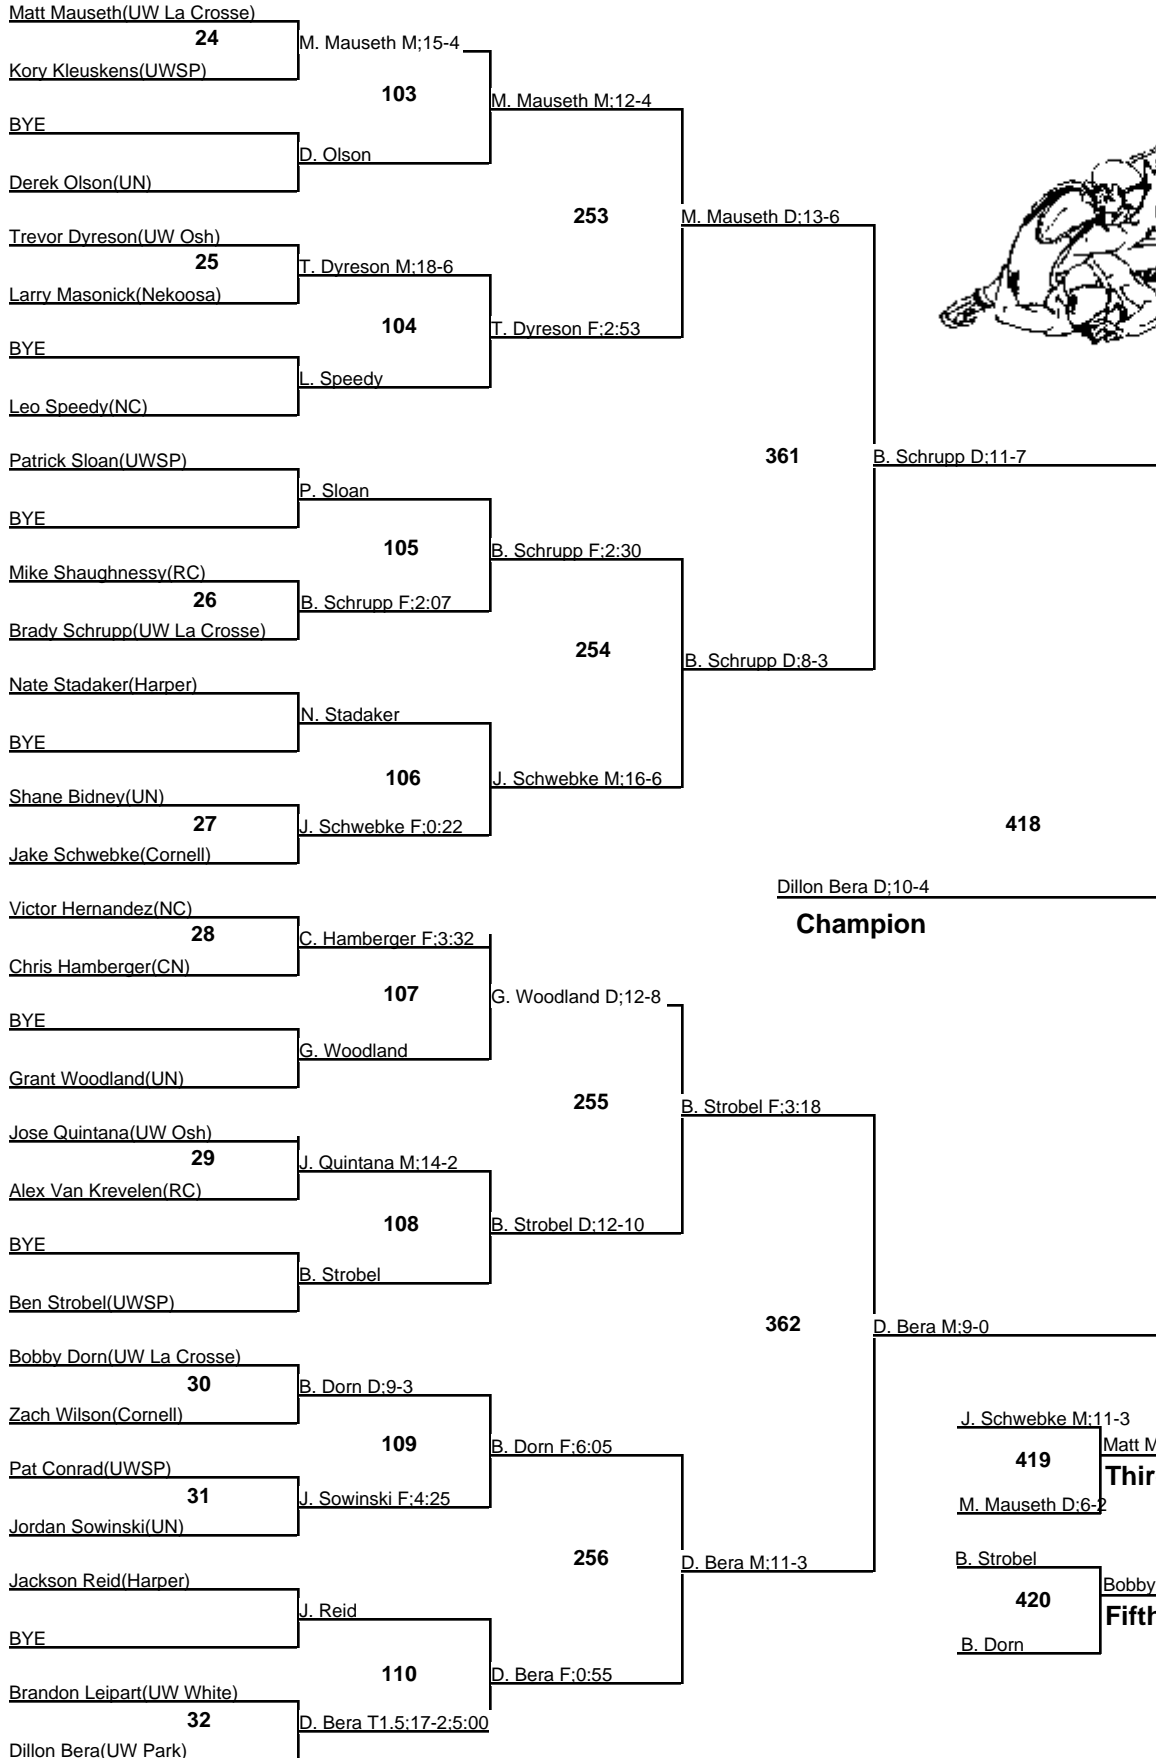 Matt Mauseth(UW La Crosse)
24
M. Mauseth M;15-4
Kory Kleuskens(UWSP)
103
M. Mauseth M;12-4
BYE
D. Olson
Derek Olson(UN)
253
M. Mauseth D;13-6
Trevor Dyreson(UW Osh)
25
T. Dyreson M;18-6
Larry Masonick(Nekoosa)
104
T. Dyreson F;2:53
BYE
L. Speedy
Leo Speedy(NC)
361
B. Schrupp D;11-7
Patrick Sloan(UWSP)
P. Sloan
BYE
105
B. Schrupp F;2:30
Mike Shaughnessy(RC)
26
B. Schrupp F;2:07
Brady Schrupp(UW La Crosse)
254
B. Schrupp D;8-3
Nate Stadaker(Harper)
N. Stadaker
BYE
106
J. Schwebke M;16-6
Shane Bidney(UN)
27
J. Schwebke F;0:22
Jake Schwebke(Cornell)
418
Dillon Bera D;10-4
Champion
Victor Hernandez(NC)
28
C. Hamberger F;3:32
Chris Hamberger(CN)
107
G. Woodland D;12-8
BYE
G. Woodland
Grant Woodland(UN)
255
B. Strobel F;3:18
Jose Quintana(UW Osh)
29
J. Quintana M;14-2
Alex Van Krevelen(RC)
108
B. Strobel D;12-10
BYE
B. Strobel
Ben Strobel(UWSP)
362
D. Bera M;9-0
Bobby Dorn(UW La Crosse)
30
B. Dorn D;9-3
Zach Wilson(Cornell)
109
B. Dorn F;6:05
Pat Conrad(UWSP)
31
J. Sowinski F;4:25
Jordan Sowinski(UN)
256
D. Bera M;11-3
Jackson Reid(Harper)
J. Reid
BYE
110
D. Bera F;0:55
Brandon Leipart(UW White)
32
D. Bera T1.5;17-2;5:00
Dillon Bera(UW Park)
J. Schwebke M;11-3
419
Matt M
Thir
M. Mauseth D;6-2
B. Strobel
420
Bobby
Fifth
B. Dorn